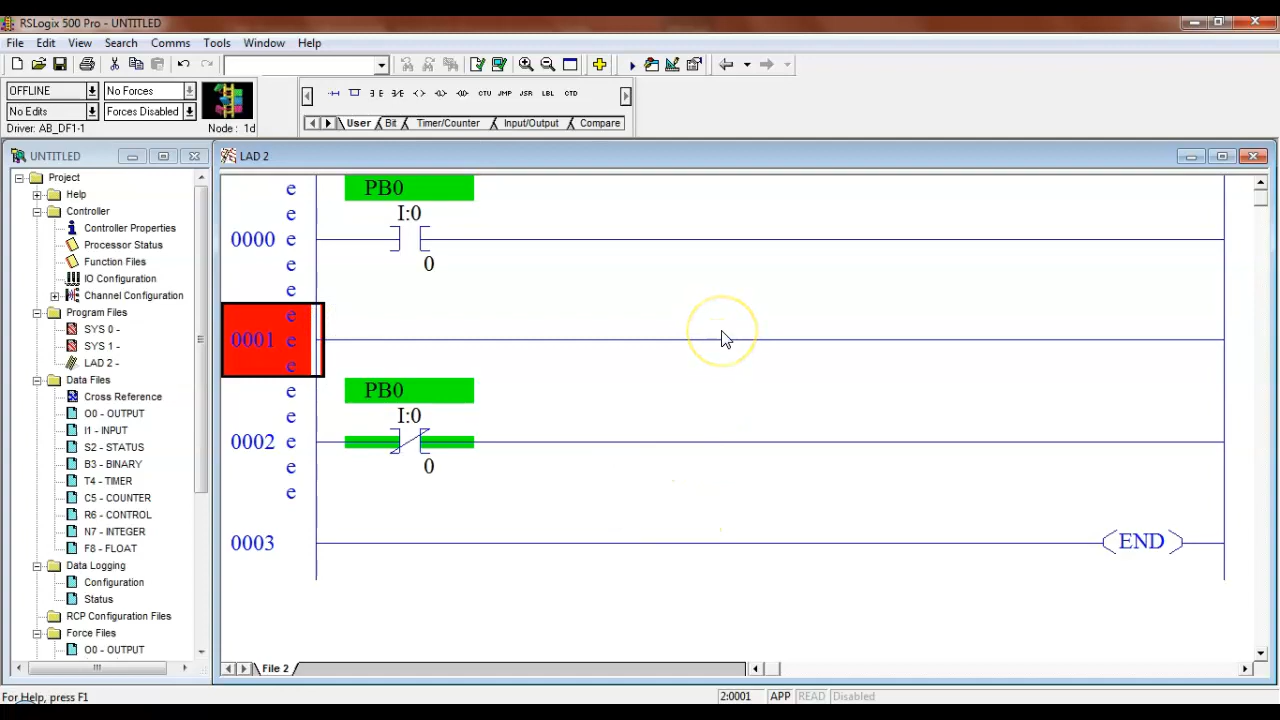 RSLogix 500 Pro - UNTITLED
File Edit View Search Comms Tools Window Help
OFFLINE No Forces
No Edits Forces Disabled
Driver: AB_DF1-1 Node : 1d
CTU JMP JSR LBL CTD
User Bit Timer/Counter Input/Output Compare
UNTITLED
Project
Help
Controller
Controller Properties
Processor Status
Function Files
IO Configuration
Channel Configuration
Program Files
SYS 0 -
SYS 1 -
LAD 2 -
Data Files
Cross Reference
O0 - OUTPUT
I1 - INPUT
S2 - STATUS
B3 - BINARY
T4 - TIMER
C5 - COUNTER
R6 - CONTROL
N7 - INTEGER
F8 - FLOAT
Data Logging
Configuration
Status
RCP Configuration Files
Force Files
O0 - OUTPUT
LAD 2
e PB0
e I:0
0000 e
e 0
e
e
0001 e
e
e PB0
e I:0
0002 e
e 0
e
0003 END
File 2
For Help, press F1
2:0001 APP READ Disabled